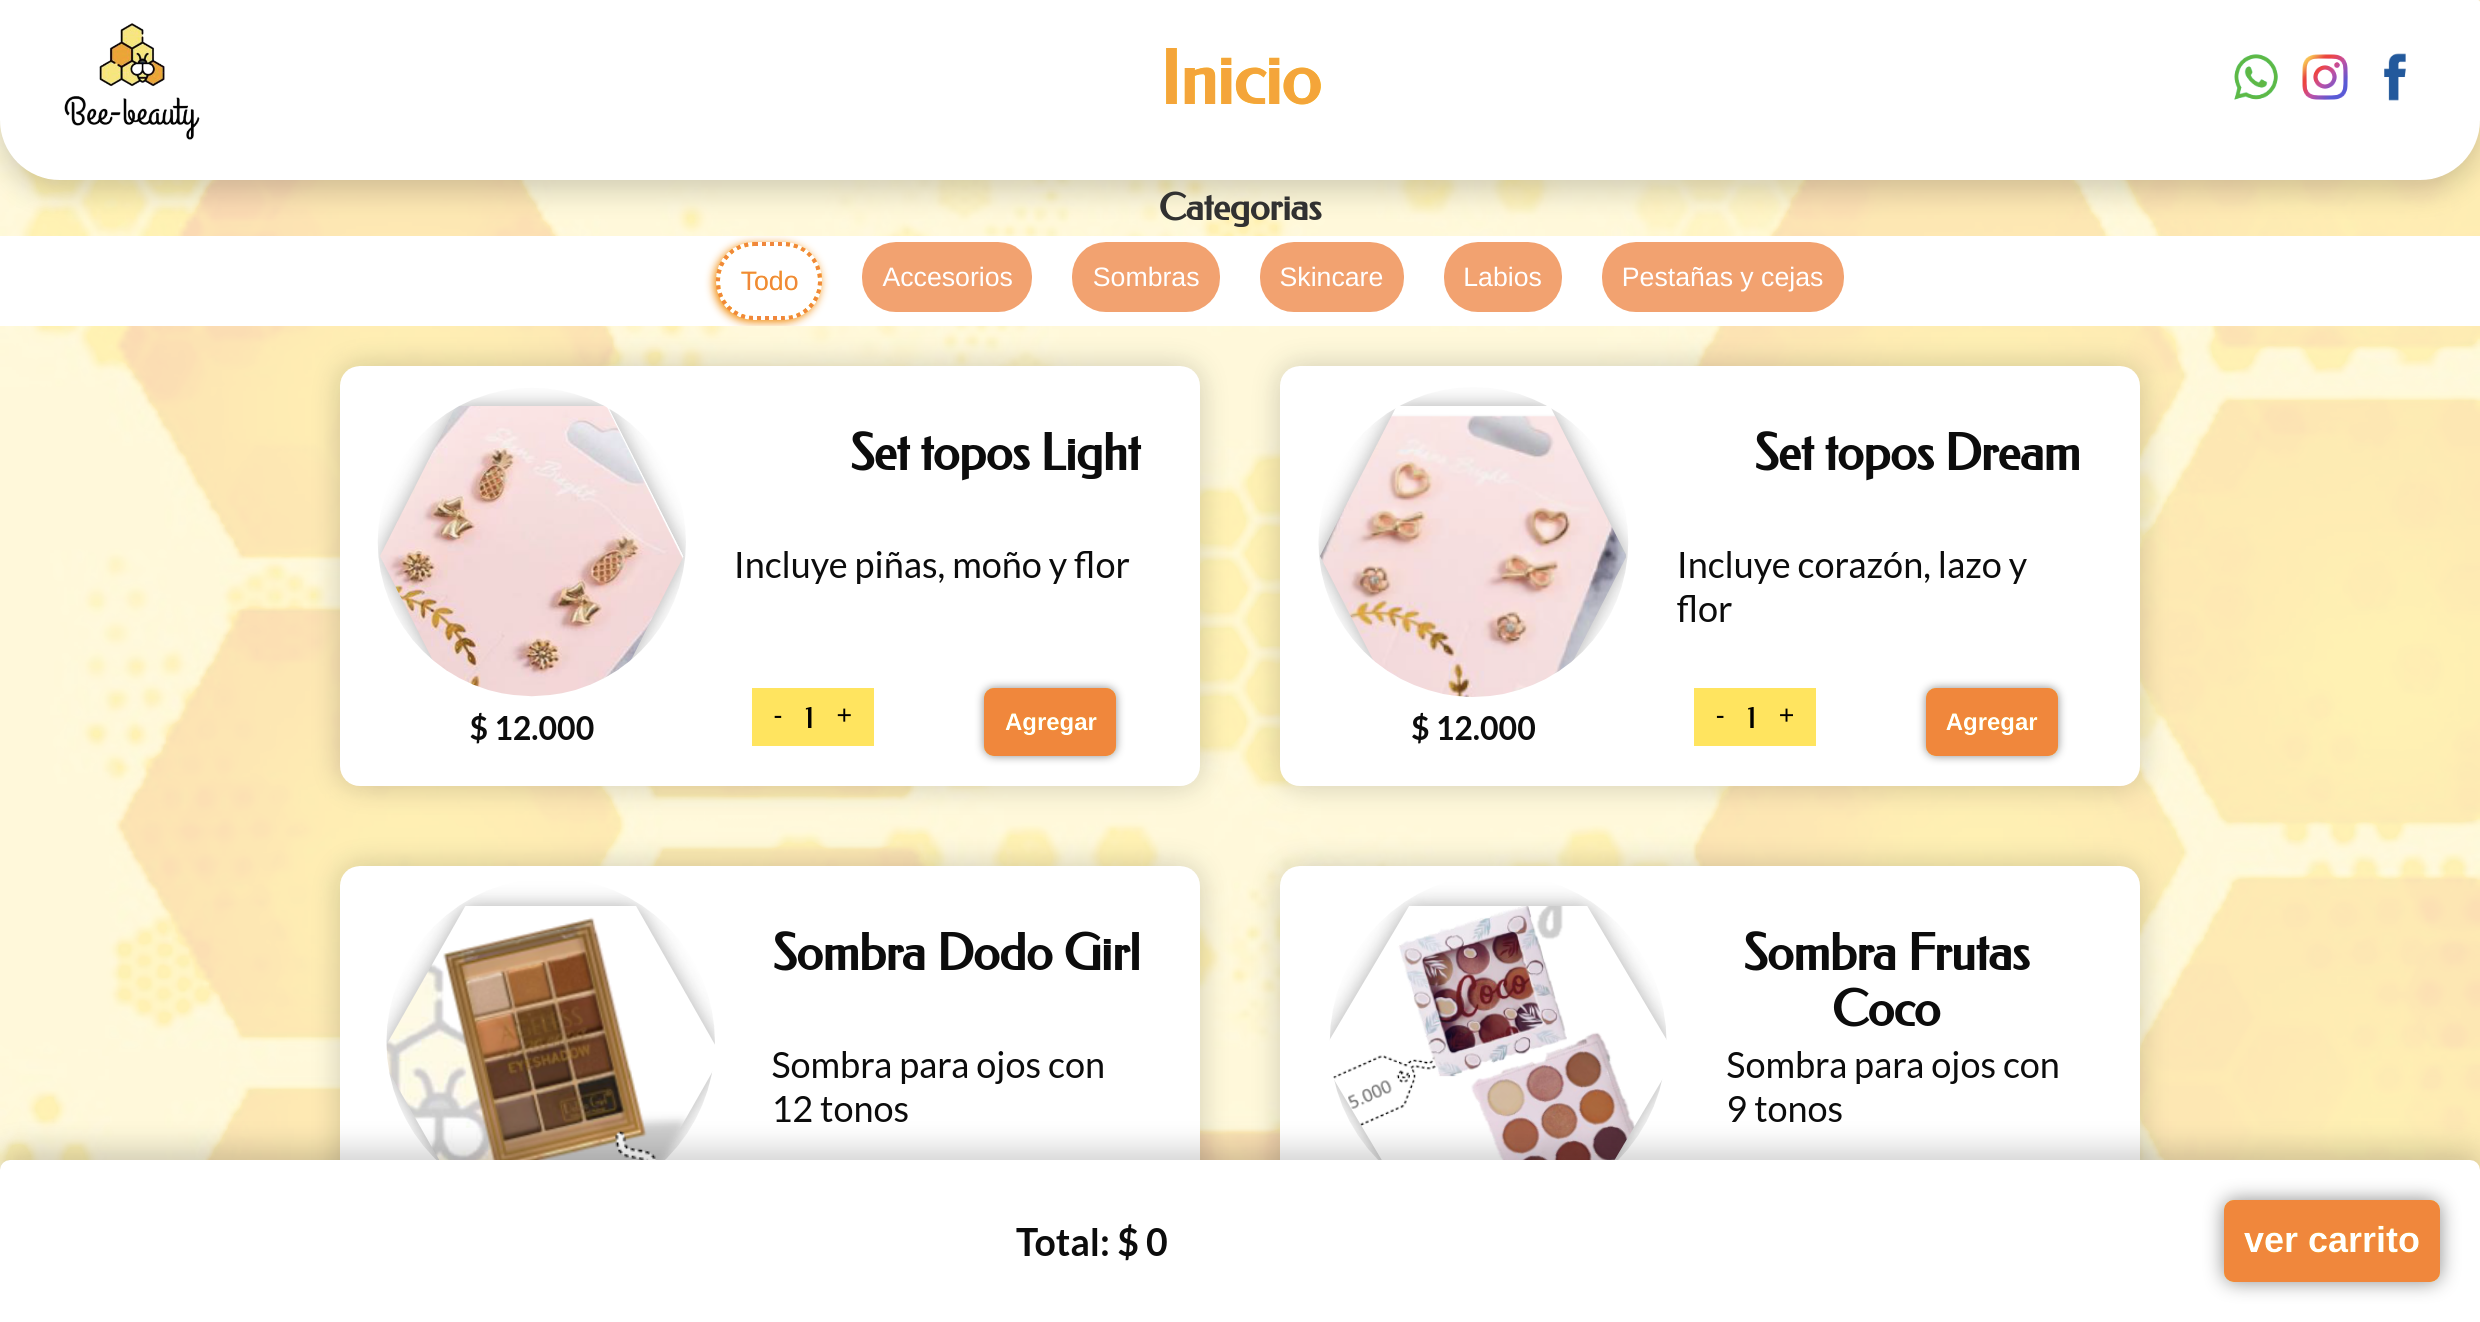 Bee-beauty
Inicio
Categorias
Todo
Accesorios
Sombras
Skincare
Labios
Pestañas y cejas
Set topos Light
Incluye piñas, moño y flor
$ 12.000
- 1 +
Agregar
Set topos Dream
Incluye corazón, lazo y
flor
$ 12.000
- 1 +
Agregar
Sombra Dodo Girl
Sombra para ojos con
12 tonos
EYESHADOW
Sombra Frutas
Coco
Sombra para ojos con
9 tonos
Coco
5.000
Total: $ 0
ver carrito